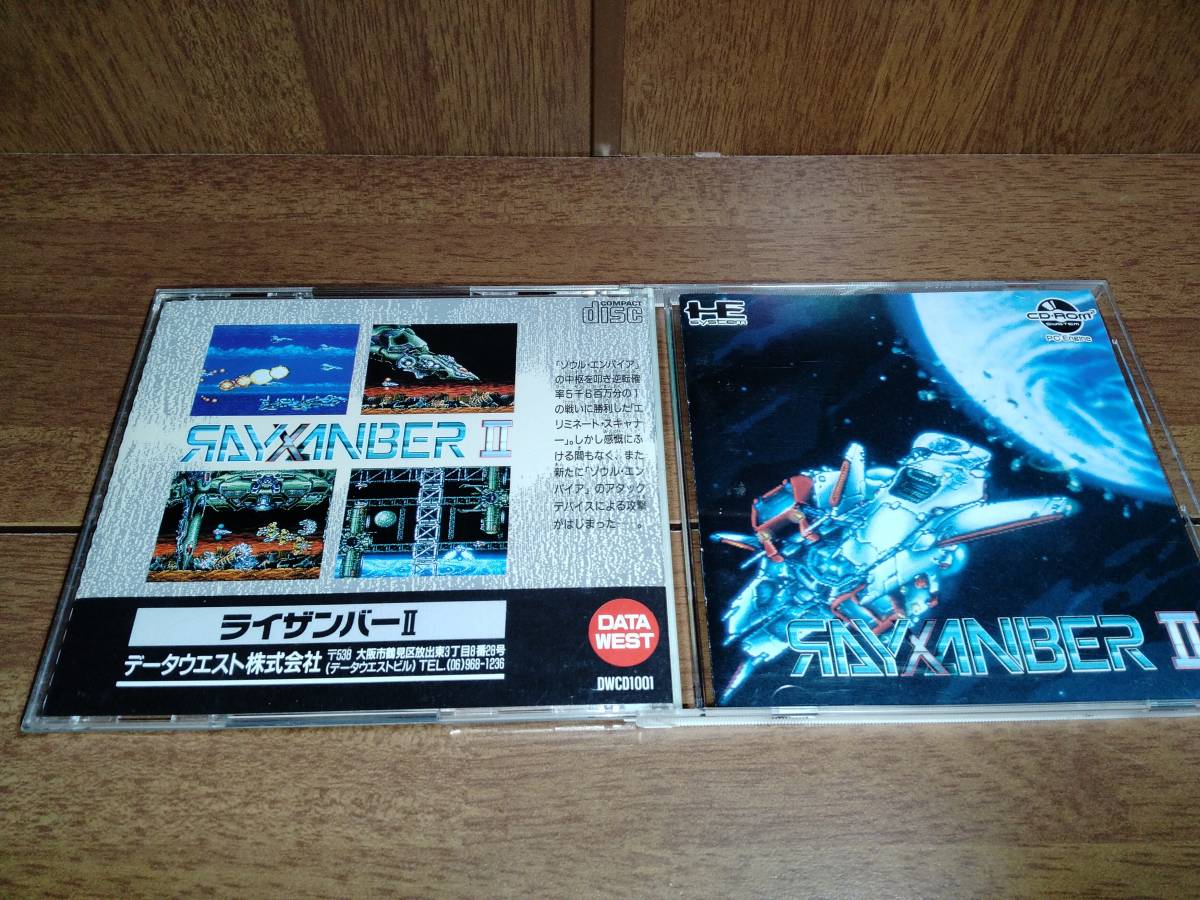 COMPACT
disc
「ゾウル・エンパイア」
の中枢を叩き逆転確
率5千6百万分の1
の戦いに勝利した「エ
リミネート・スキャナ
ー」。しかし感慨にふ
ける間もなく、また
新たに「ゾウル・エン
パイア」のアタック
デバイスによる攻撃
がはじまった……。
RAYXANBER II
ライザンバーII
データウエスト株式会社
〒538 大阪市鶴見区放出東3丁目8番28号
(データウエストビル) TEL.(06)968-1236
DATA
WEST
DWCD1001
HE
system
CD-ROM2
SYSTEM
PC Engine
RAYXANBER II